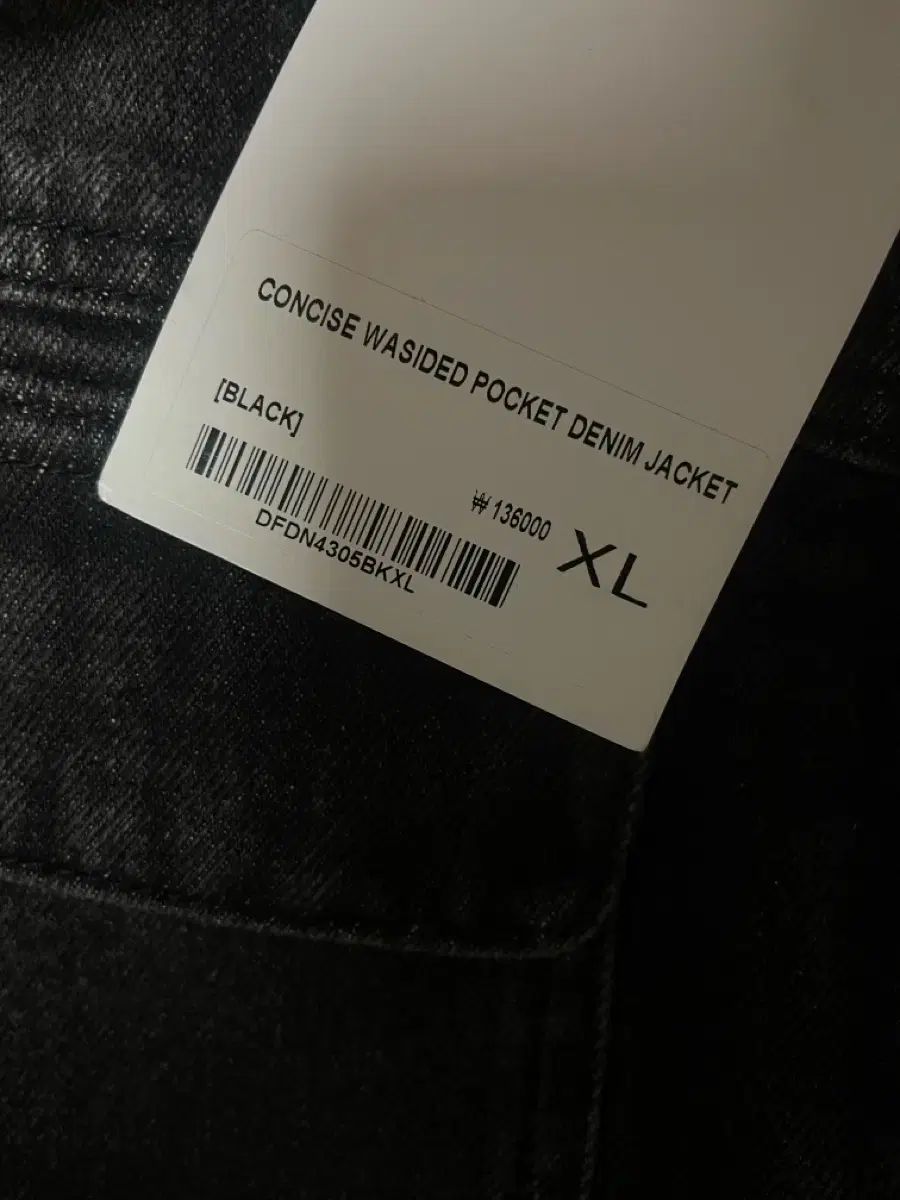 CONCISE WASIDED POCKET DENIM JACKET
[BLACK]
₩ 136000
XL
DFDN4305BKXL